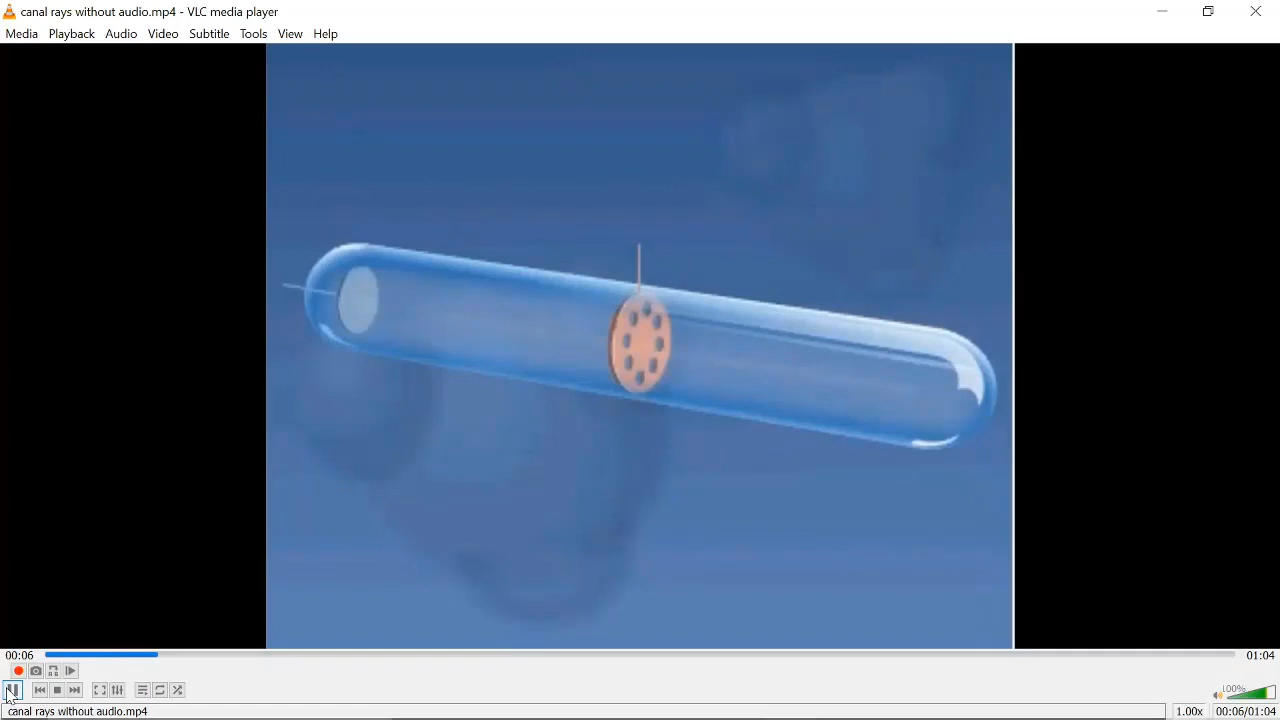 canal rays without audio.mp4 - VLC media player
Media Playback Audio Video Subtitle Tools View Help
00:06 01:04
100%
canal rays without audio.mp4 1.00x 00:06/01:04